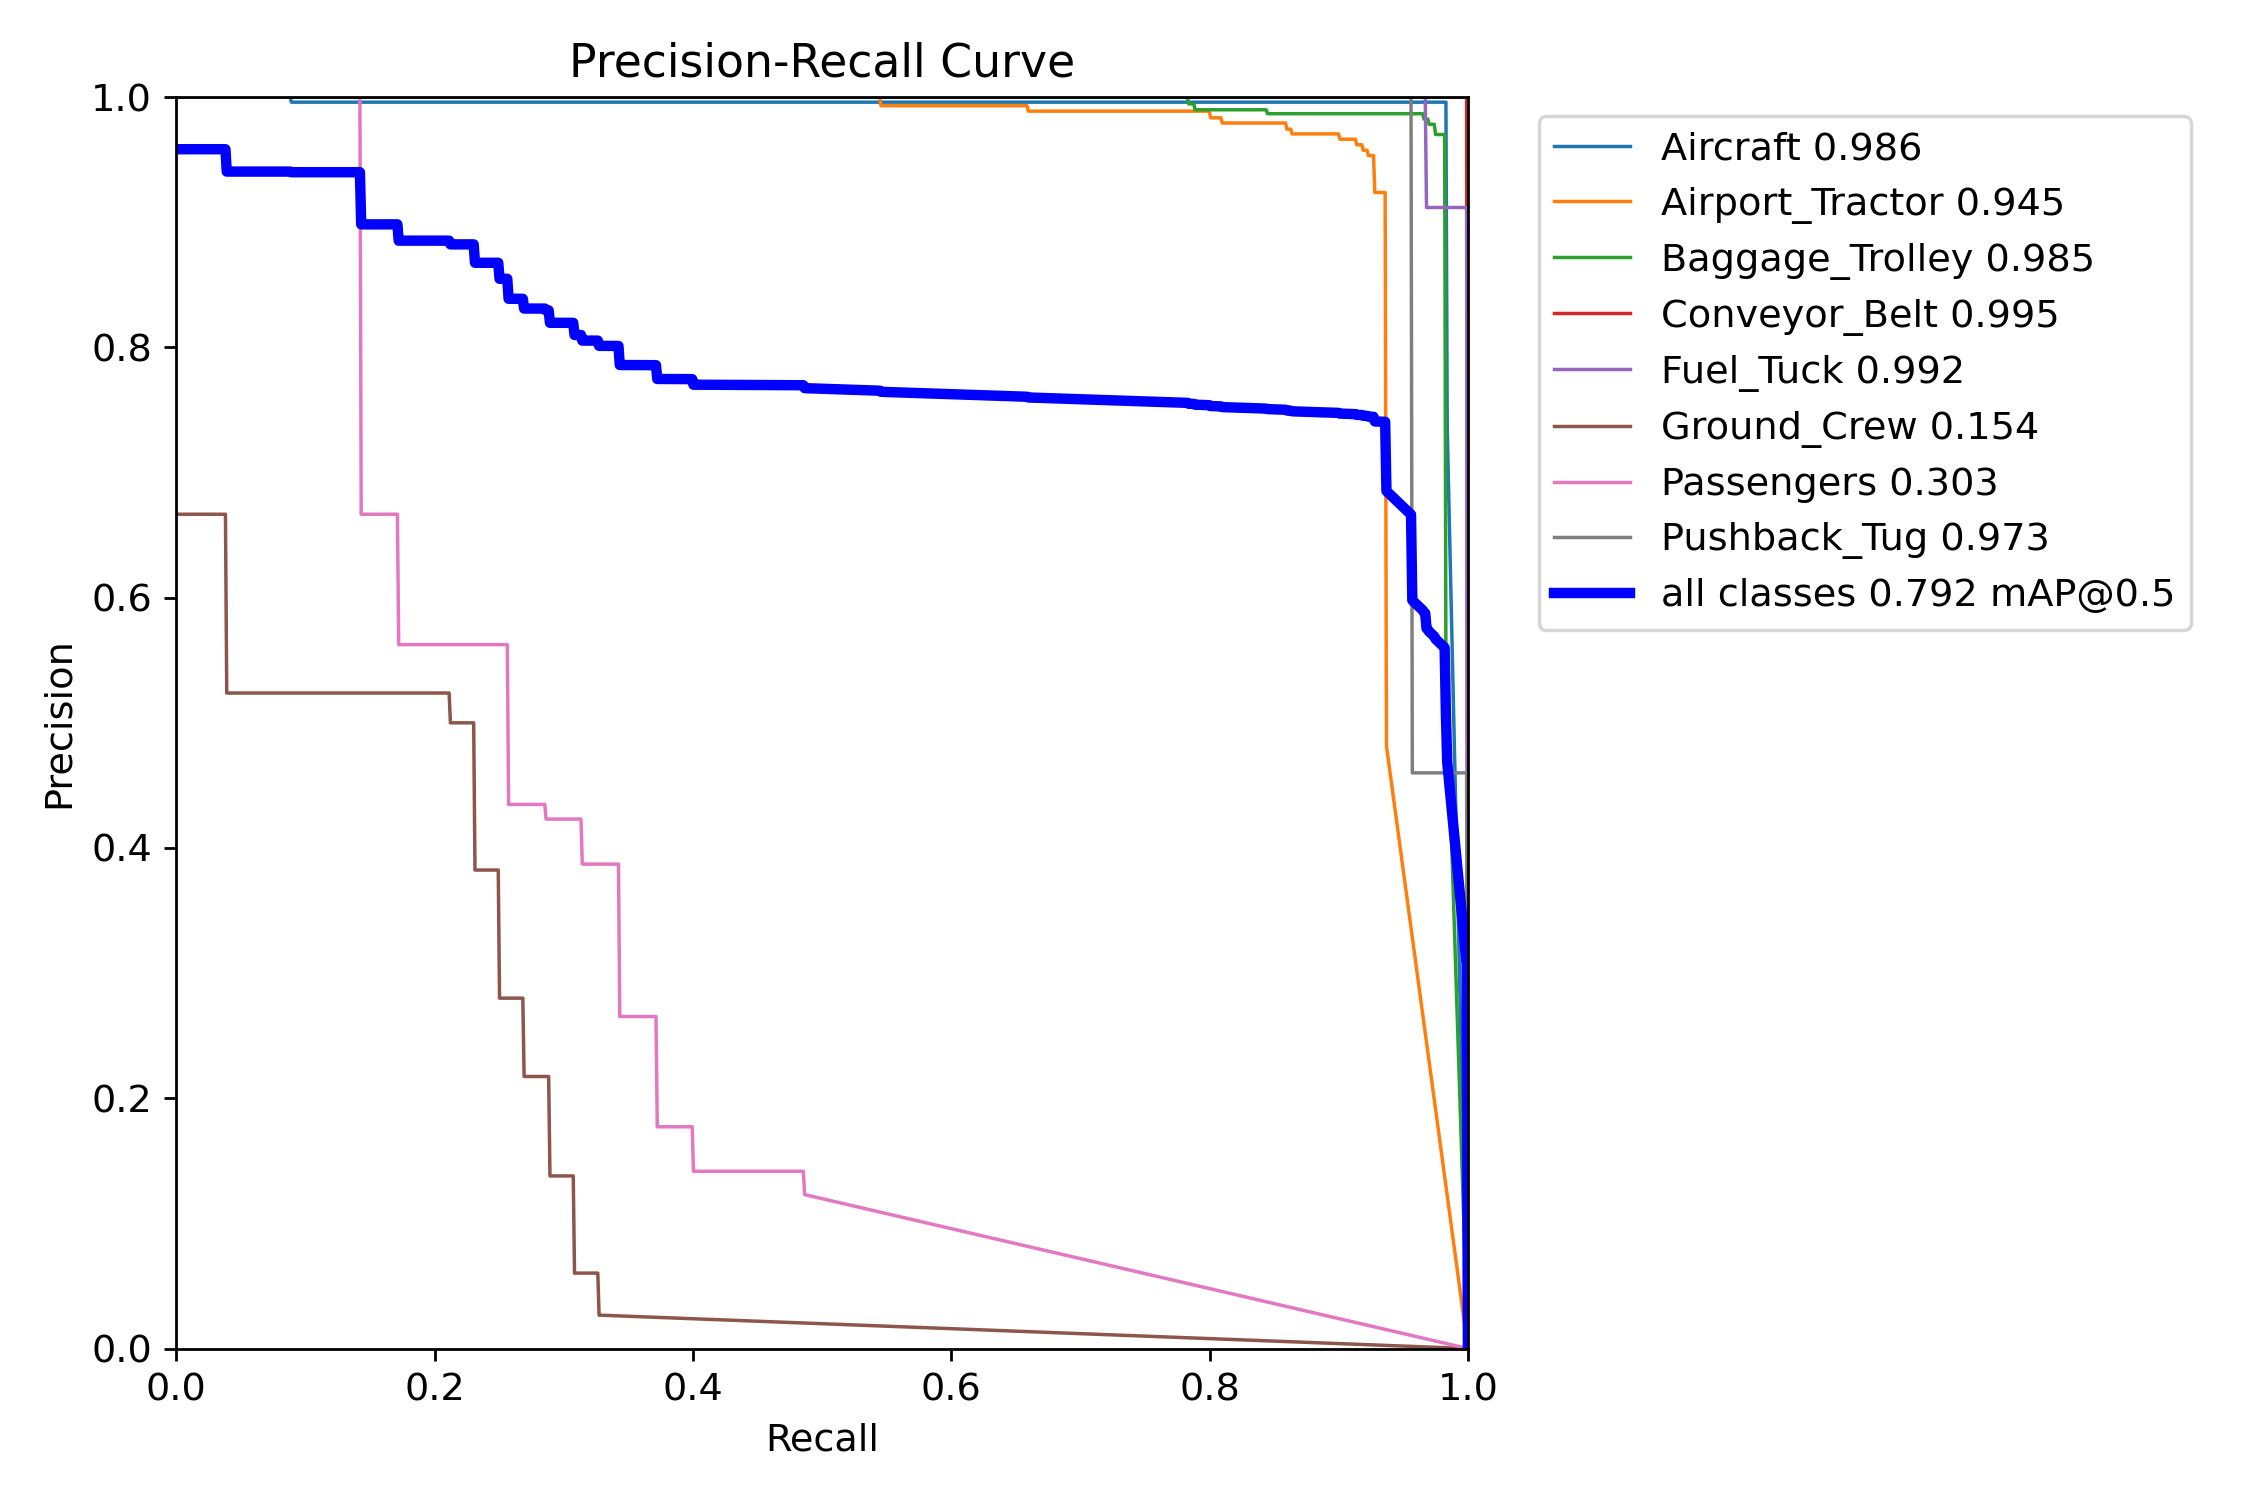 Precision-Recall Curve
1.0
0.8
0.6
0.4
0.2
0.0
Precision
0.0 0.2 0.4 0.6 0.8 1.0
Recall
Aircraft 0.986
Airport_Tractor 0.945
Baggage_Trolley 0.985
Conveyor_Belt 0.995
Fuel_Tuck 0.992
Ground_Crew 0.154
Passengers 0.303
Pushback_Tug 0.973
all classes 0.792 mAP@0.5